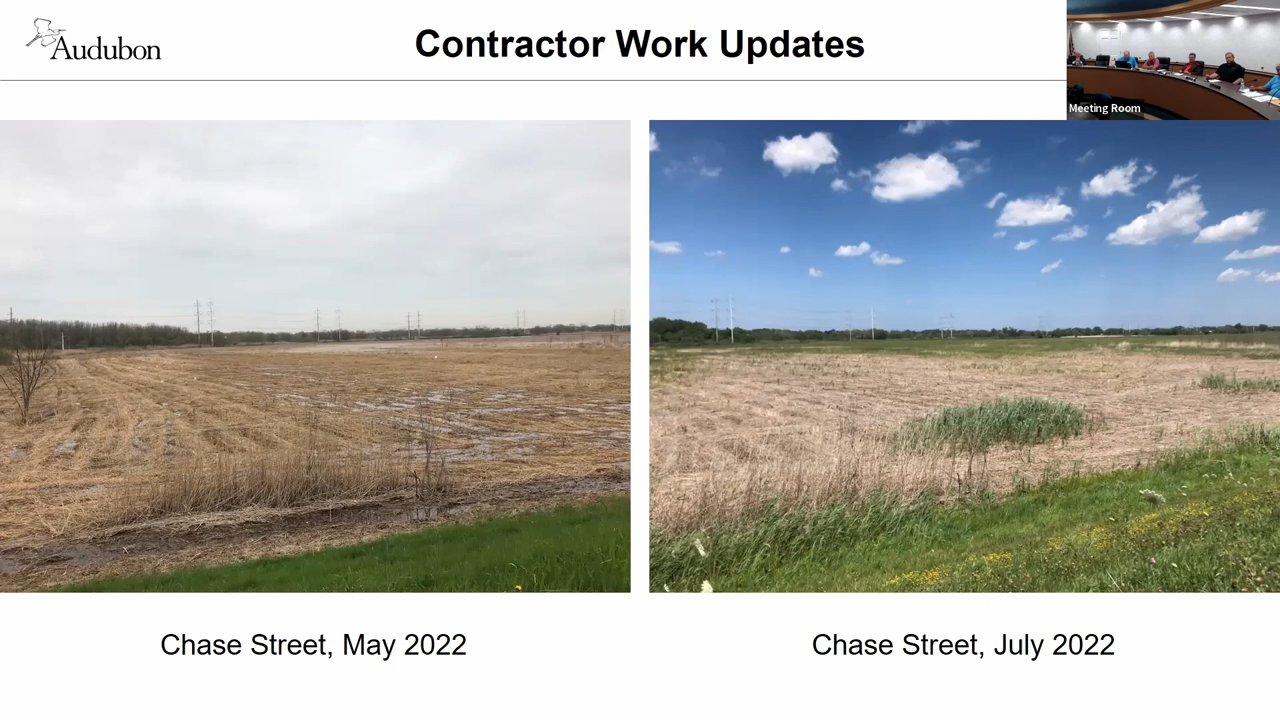 Audubon
Contractor Work Updates
Meeting Room
Chase Street, May 2022
Chase Street, July 2022